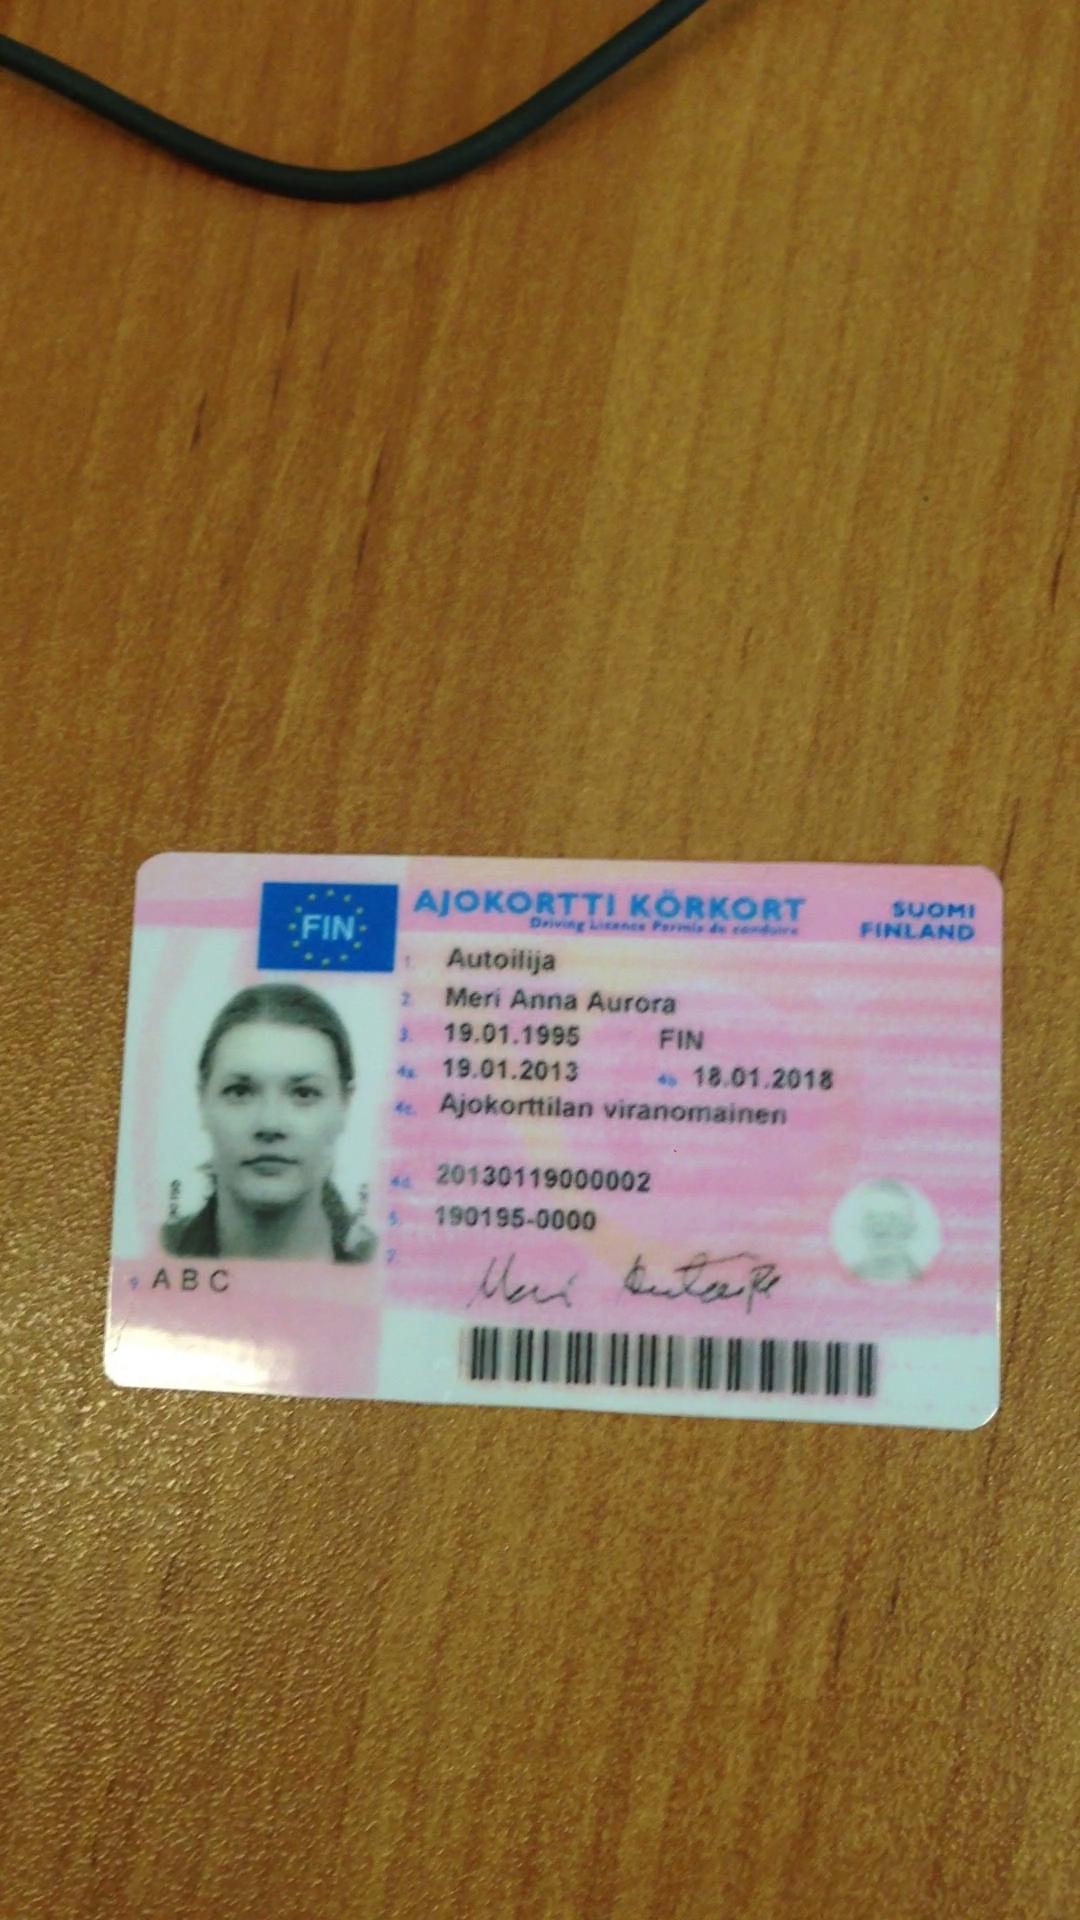 FIN
AJOKORTTI KÖRKORT
SUOMI
FINLAND
Driving Licence Permis de conduire
1. Autoilija
2. Meri Anna Aurora
3. 19.01.1995 FIN
4a. 19.01.2013 4b. 18.01.2018
4c. Ajokorttilan viranomainen
4d. 20130119000002
5. 190195-0000
7. Meri Autoilija
9. A B C